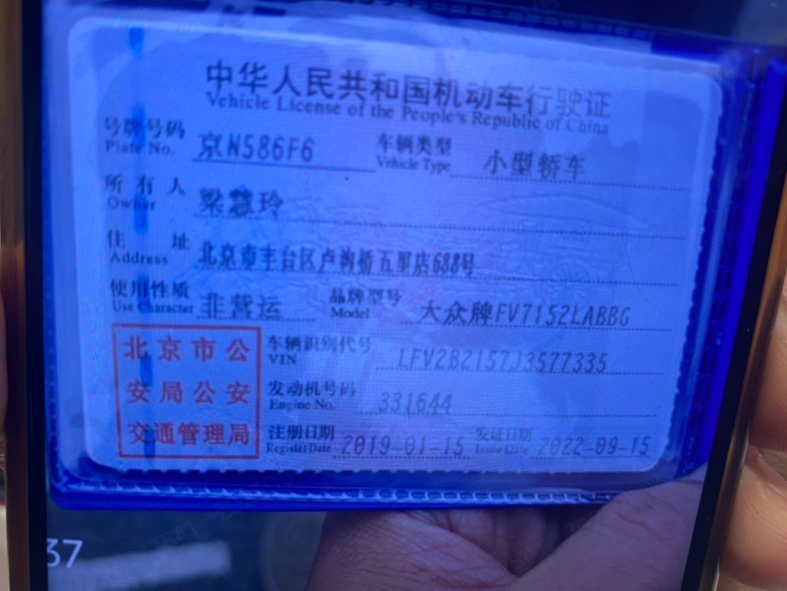 中华人民共和国机动车行驶证
Vehicle License of the People's Republic of China
号牌号码 京N586F6 车辆类型 小型轿车
Plate No. Vehicle Type
所有人 梁慧玲
Owner
住址 北京市丰台区卢沟桥五里店688号
Address
使用性质 非营运 品牌型号 大众牌FV7152LABBG
Use Character Model
北京市公
安局公安
交通管理局
车辆识别代号 LFV2B2157J3577335
VIN
发动机号码 331644
Engine No.
注册日期 2019-01-15 发证日期 2022-09-15
Register Date Issue Date
37